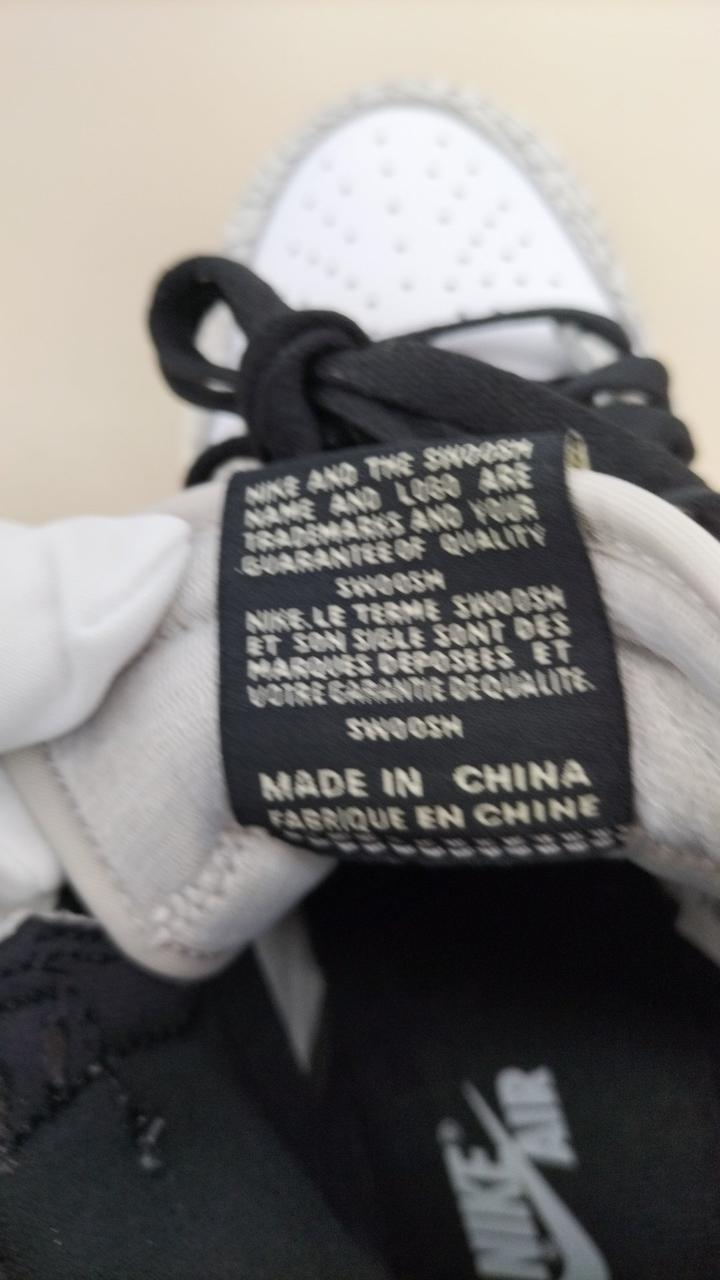 NIKE AND THE SWOOSH
NAME AND LOGO ARE
TRADEMARKS AND YOUR
GUARANTEE OF QUALITY
SWOOSH
NIKE. LE TERME SWOOSH
ET SON SIGLE SONT DES
MARQUES DEPOSEES ET
VOTRE GARANTIE DE QUALITE.
SWOOSH
MADE IN CHINA
FABRIQUE EN CHINE
NIKE AIR